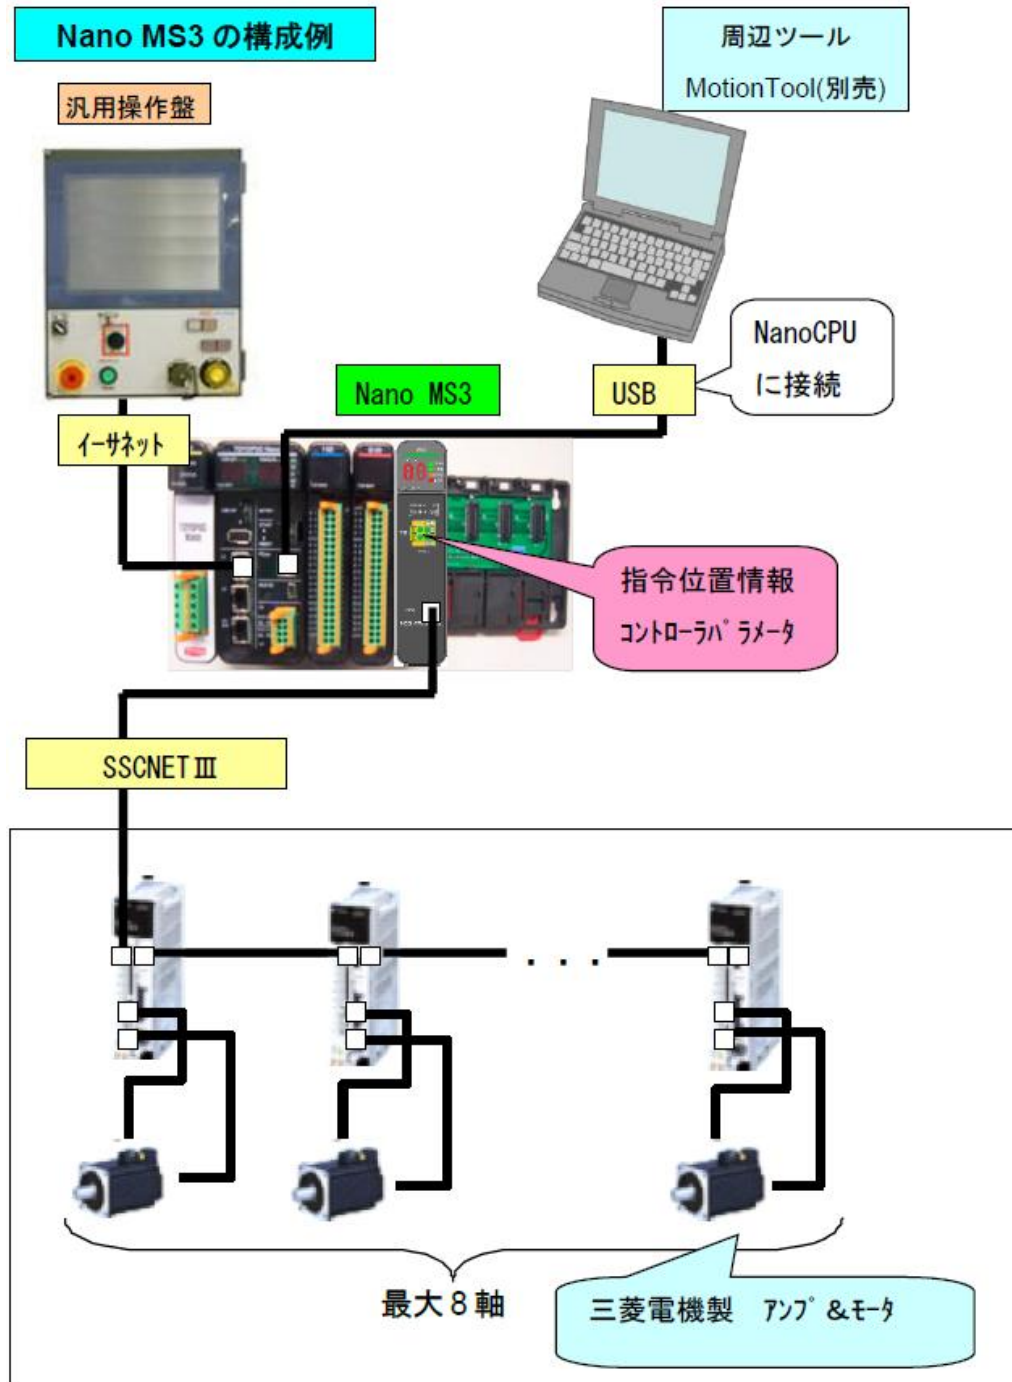 Nano MS3 の構成例
周辺ツール
MotionTool(別売)
汎用操作盤
NanoCPU
に接続
Nano MS3
USB
ｲｰｻﾈｯﾄ
指令位置情報
ｺﾝﾄﾛｰﾗﾊﾟﾗﾒｰﾀ
SSCNETⅢ
・・・
最大８軸
三菱電機製　ｱﾝﾌﾟ&ﾓｰﾀ